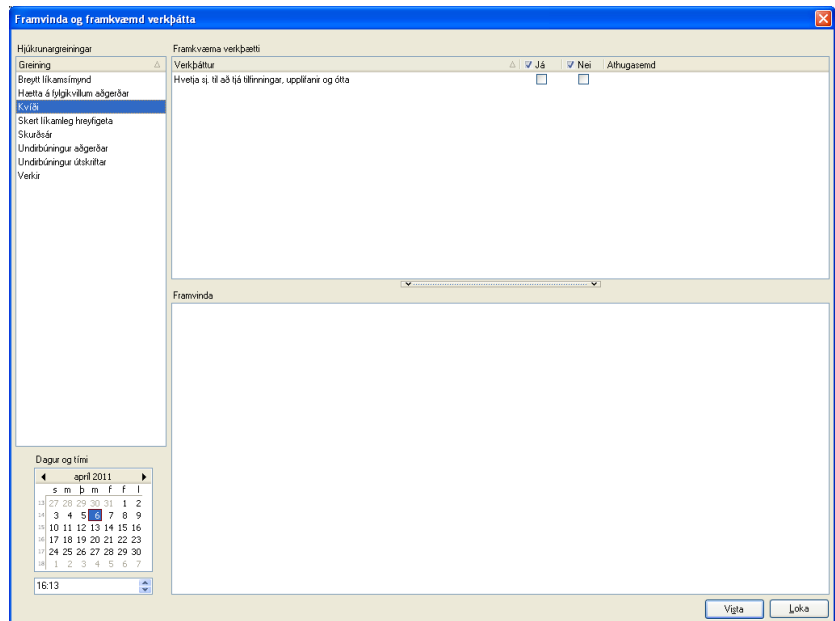 Framvinda og framkvæmd verkþátta
Hjúkrunargreiningar
Greining
Breytt líkamsímynd
Hætta á fylgikvillum aðgerðar
Kvíði
Skert líkamleg hreyfigeta
Skurðsár
Undirbúningur aðgerðar
Undirbúningur útskriftar
Verkir
Framkvæma verkþætti
Verkþáttur Já Nei Athugasemd
Hvetja sj. til að tjá tilfinningar, upplifanir og ótta
Framvinda
Dagur og tími
apríl 2011
s m þ m f f l
13 27 28 29 30 31 1 2
14 3 4 5 6 7 8 9
15 10 11 12 13 14 15 16
16 17 18 19 20 21 22 23
17 24 25 26 27 28 29 30
18 1 2 3 4 5 6 7
16:13
Vista Loka